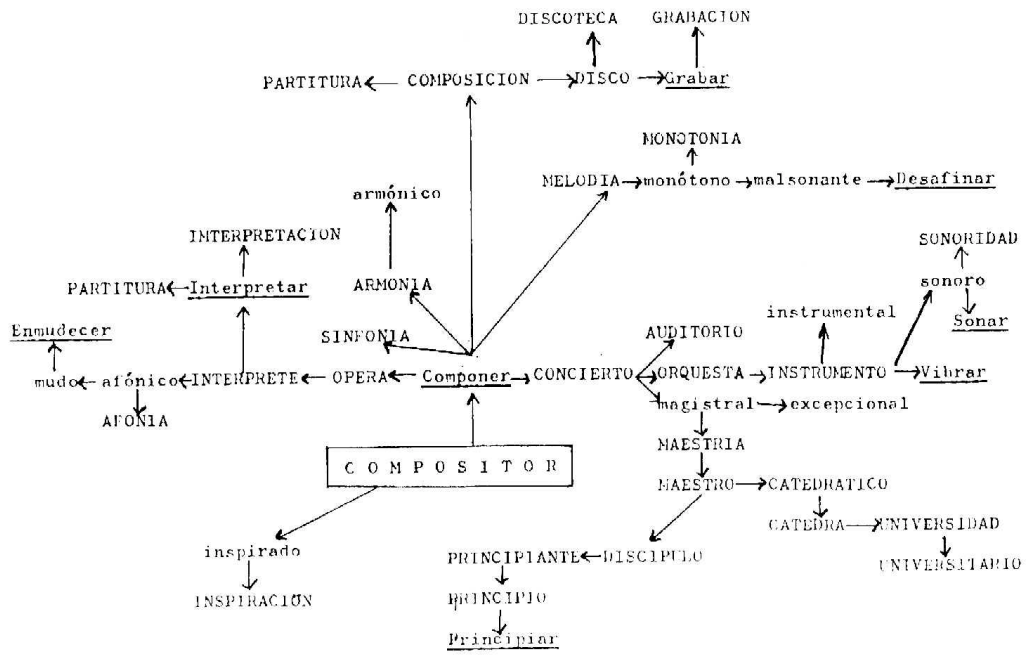 DISCOTECA GRABACION
PARTITURA COMPOSICION DISCO Grabar
MONOTONIA
MELODIA monótono malsonante Desafinar
armónico
IMTERPRETACION
SONORIDAD
PARTITURA Interpretar
ARMONIA
sonoro
instrumental
Enmudecer
SINFONIA
AUDITORIO
Sonar
mudo afónico INTERPRETE OPERA Componer CONCIERTO ORQUESTA INSTRUMENTO Vibrar
magistral excepcional
AFONIA
MAESTRIA
COMPOSITOR
MAESTRO CATEDRATICO
CATEDRA UNIVERSIDAD
inspirado
PRINCIPIANTE DISCIPULO
UNIVERSITARIO
INSPIRACIÓN
PRINCIPIO
Principiar